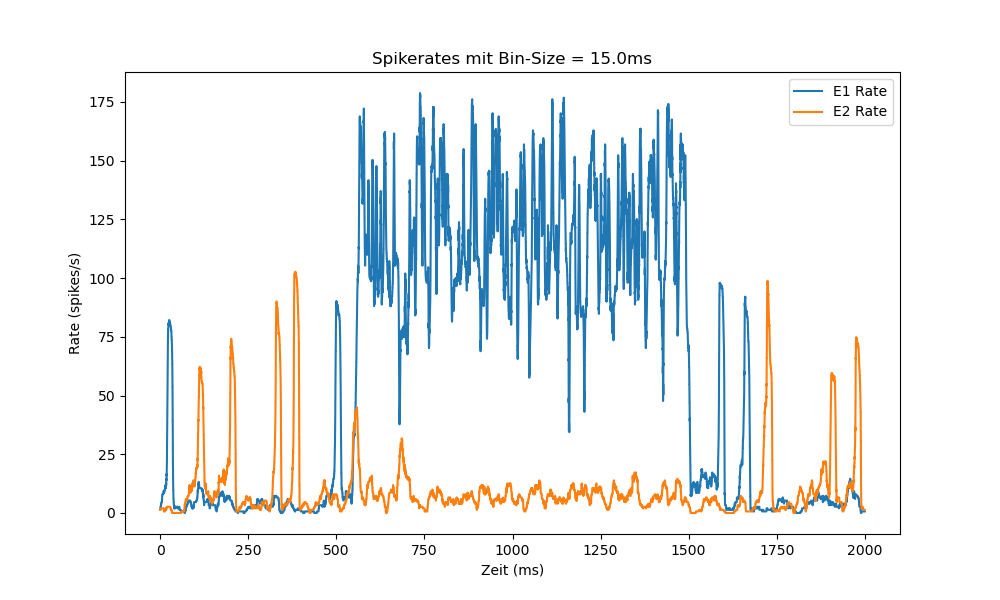 Spikerates mit Bin-Size = 15.0ms
E1 Rate
E2 Rate
175
150
125
100
75
50
25
0
Rate (spikes/s)
0 250 500 750 1000 1250 1500 1750 2000
Zeit (ms)